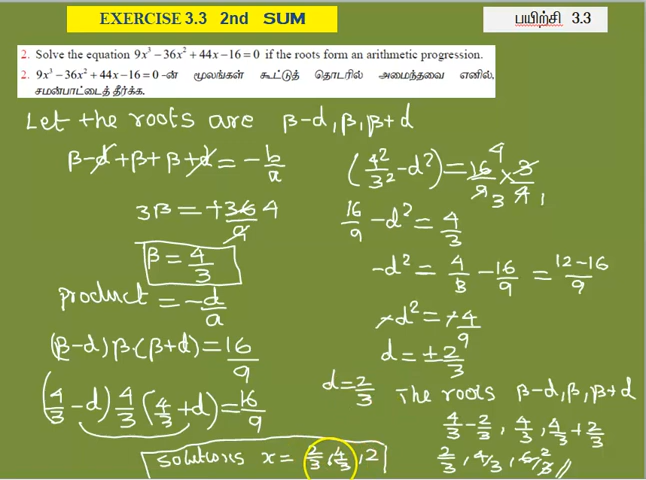 EXERCISE 3.3 2nd SUM
பயிற்சி 3.3
2. Solve the equation 9x³ − 36x² + 44x − 16 = 0 if the roots form an arithmetic progression.
2. 9x³ − 36x² + 44x − 16 = 0 -ன் மூலங்கள் கூட்டுத் தொடரில் அமைந்தவை எனில்,
சமன்பாட்டைத் தீர்க்க.
Let the roots are β-d, β, β+d
β-d+β+β+d = -b/a
3β = +36/9 4
β = 4/3
product = -d/a
(β-d) β (β+d) = 16/9
(4/3 - d) 4/3 (4/3 + d) = 16/9
(4²/3² - d²) = 16/9 × 3/4
16/9 - d² = 4/3
-d² = 4/3 - 16/9 = 12-16/9
-d² = -4/9
d = ±2/3
d = 2/3
The roots β-d, β, β+d
4/3 - 2/3, 4/3, 4/3 + 2/3
2/3, 4/3, 6/3 2 //
solutions x = 2/3, 4/3, 2